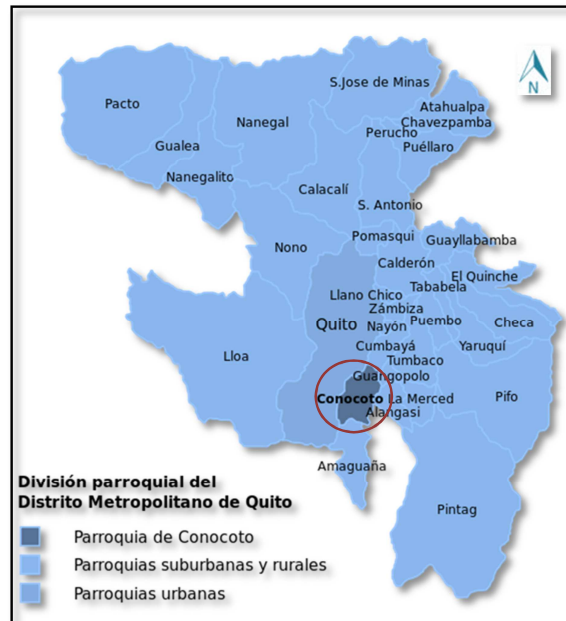 S.Jose de Minas
Pacto
Atahualpa
Nanegal
Chavezpamba
Perucho
Gualea
Puéllaro
Nanegalito
Calacalí
S. Antonio
Pomasqui
Guayllabamba
Nono
Calderón
El Quinche
Tababela
Llano Chico
Zámbiza
Quito
Nayón
Puembo
Checa
Cumbayá
Yaruquí
Lloa
Tumbaco
Guangopolo
Conocoto
La Merced
Pifo
Alangasi
Amaguaña
Pintag
N
División parroquial del
Distrito Metropolitano de Quito
Parroquia de Conocoto
Parroquias suburbanas y rurales
Parroquias urbanas